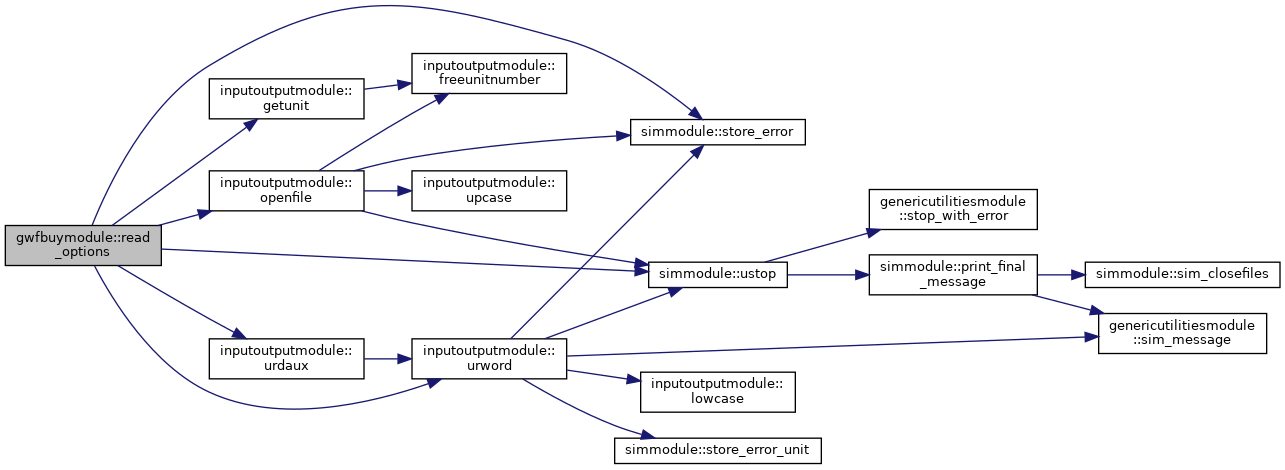 gwfbuymodule::read
_options
inputoutputmodule::
getunit
inputoutputmodule::
freeunitnumber
inputoutputmodule::
openfile
simmodule::store_error
inputoutputmodule::
upcase
simmodule::ustop
genericutilitiesmodule
::stop_with_error
simmodule::print_final
_message
simmodule::sim_closefiles
genericutilitiesmodule
::sim_message
inputoutputmodule::
urdaux
inputoutputmodule::
urword
inputoutputmodule::
lowcase
simmodule::store_error_unit